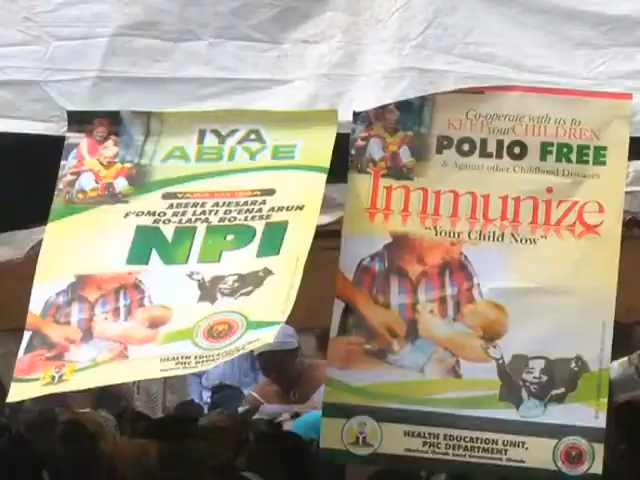 IYA
ABIYE
ABERE AJESARA
F'OMO RE LATI D'ENA ARUN
RO-LAPA, RO-LESE
NPI
HEALTH EDUCATION
PHC DEPARTMENT
Co-operate with us to
KEEP your CHILDREN
POLIO FREE
& Against other Childhood Diseases
Immunize
"Your Child Now"
HEALTH EDUCATION UNIT,
PHC DEPARTMENT